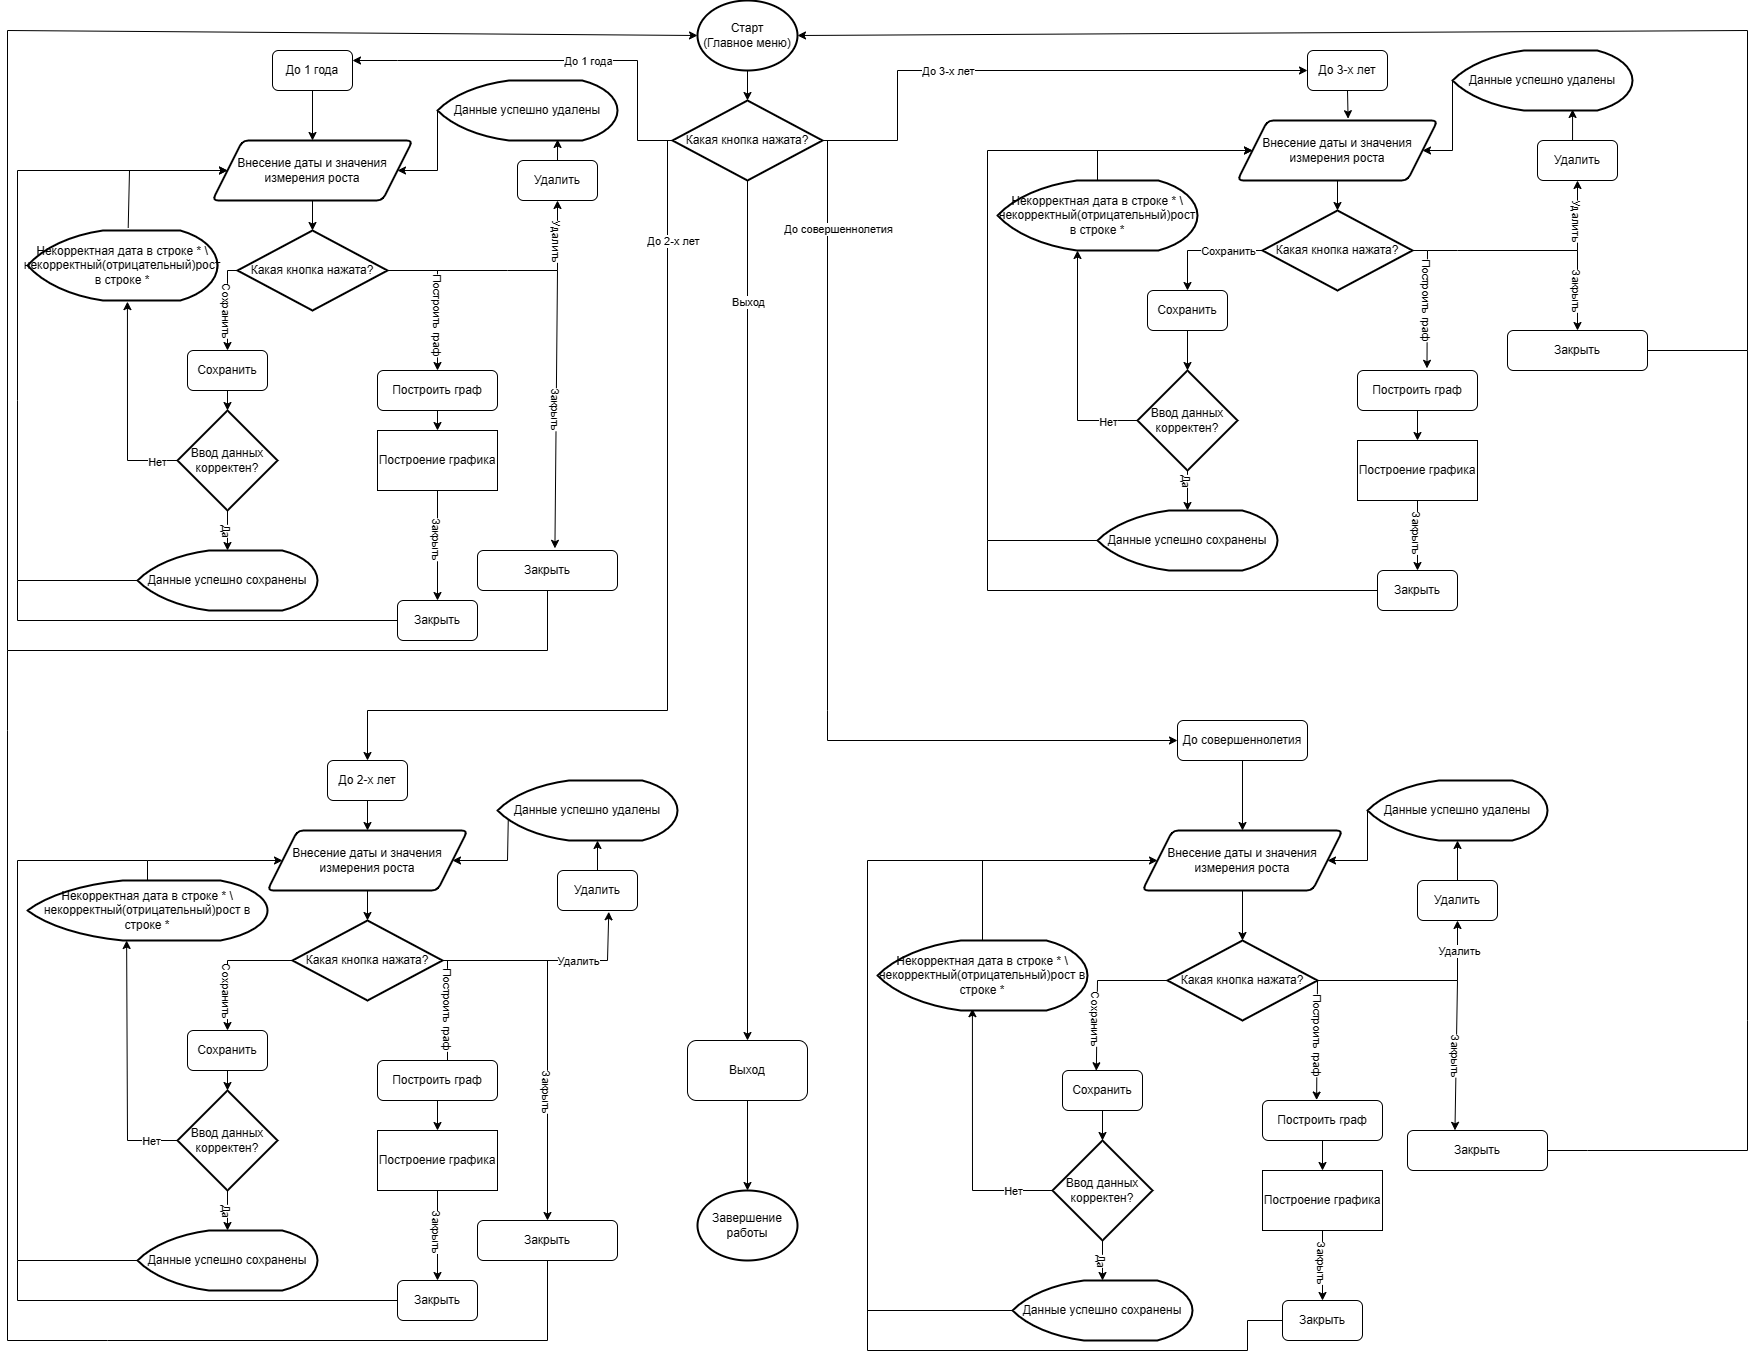 Старт
(Главное меню)
До 1 года
До 1 года
До 3-х лет
До 3-х лет
Какая кнопка нажата?
До 2-х лет
До совершеннолетия
Выход
Данные успешно удалены
Удалить
Удалить
Внесение даты и значения
измерения роста
Некорректная дата в строке * \
некорректный(отрицательный)рост
в строке *
Какая кнопка нажата?
Сохранить
Построить граф
Закрыть
Сохранить
Построить граф
Ввод данных
корректен?
Нет
Да
Построение графика
Закрыть
Данные успешно сохранены
Закрыть
Закрыть
Данные успешно удалены
Удалить
Удалить
Внесение даты и значения
измерения роста
Некорректная дата в строке * \
некорректный(отрицательный)рост
в строке *
Какая кнопка нажата?
Сохранить
Построить граф
Закрыть
Сохранить
Закрыть
Построить граф
Ввод данных
корректен?
Нет
Да
Построение графика
Закрыть
Данные успешно сохранены
Закрыть
До 2-х лет
Данные успешно удалены
Удалить
Удалить
Внесение даты и значения
измерения роста
Некорректная дата в строке * \
некорректный(отрицательный)рост в
строке *
Какая кнопка нажата?
Сохранить
Построить граф
Закрыть
Сохранить
Построить граф
Ввод данных
корректен?
Нет
Да
Построение графика
Закрыть
Данные успешно сохранены
Закрыть
Закрыть
Выход
Завершение
работы
До совершеннолетия
Данные успешно удалены
Удалить
Удалить
Внесение даты и значения
измерения роста
Некорректная дата в строке * \
некорректный(отрицательный)рост в
строке *
Какая кнопка нажата?
Сохранить
Построить граф
Закрыть
Сохранить
Построить граф
Закрыть
Ввод данных
корректен?
Нет
Да
Построение графика
Закрыть
Данные успешно сохранены
Закрыть